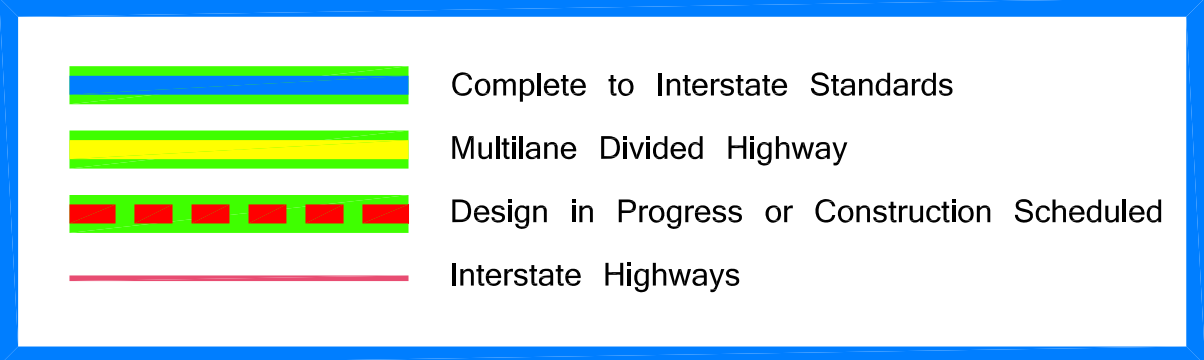 Complete to Interstate Standards
Multilane Divided Highway
Design in Progress or Construction Scheduled
Interstate Highways